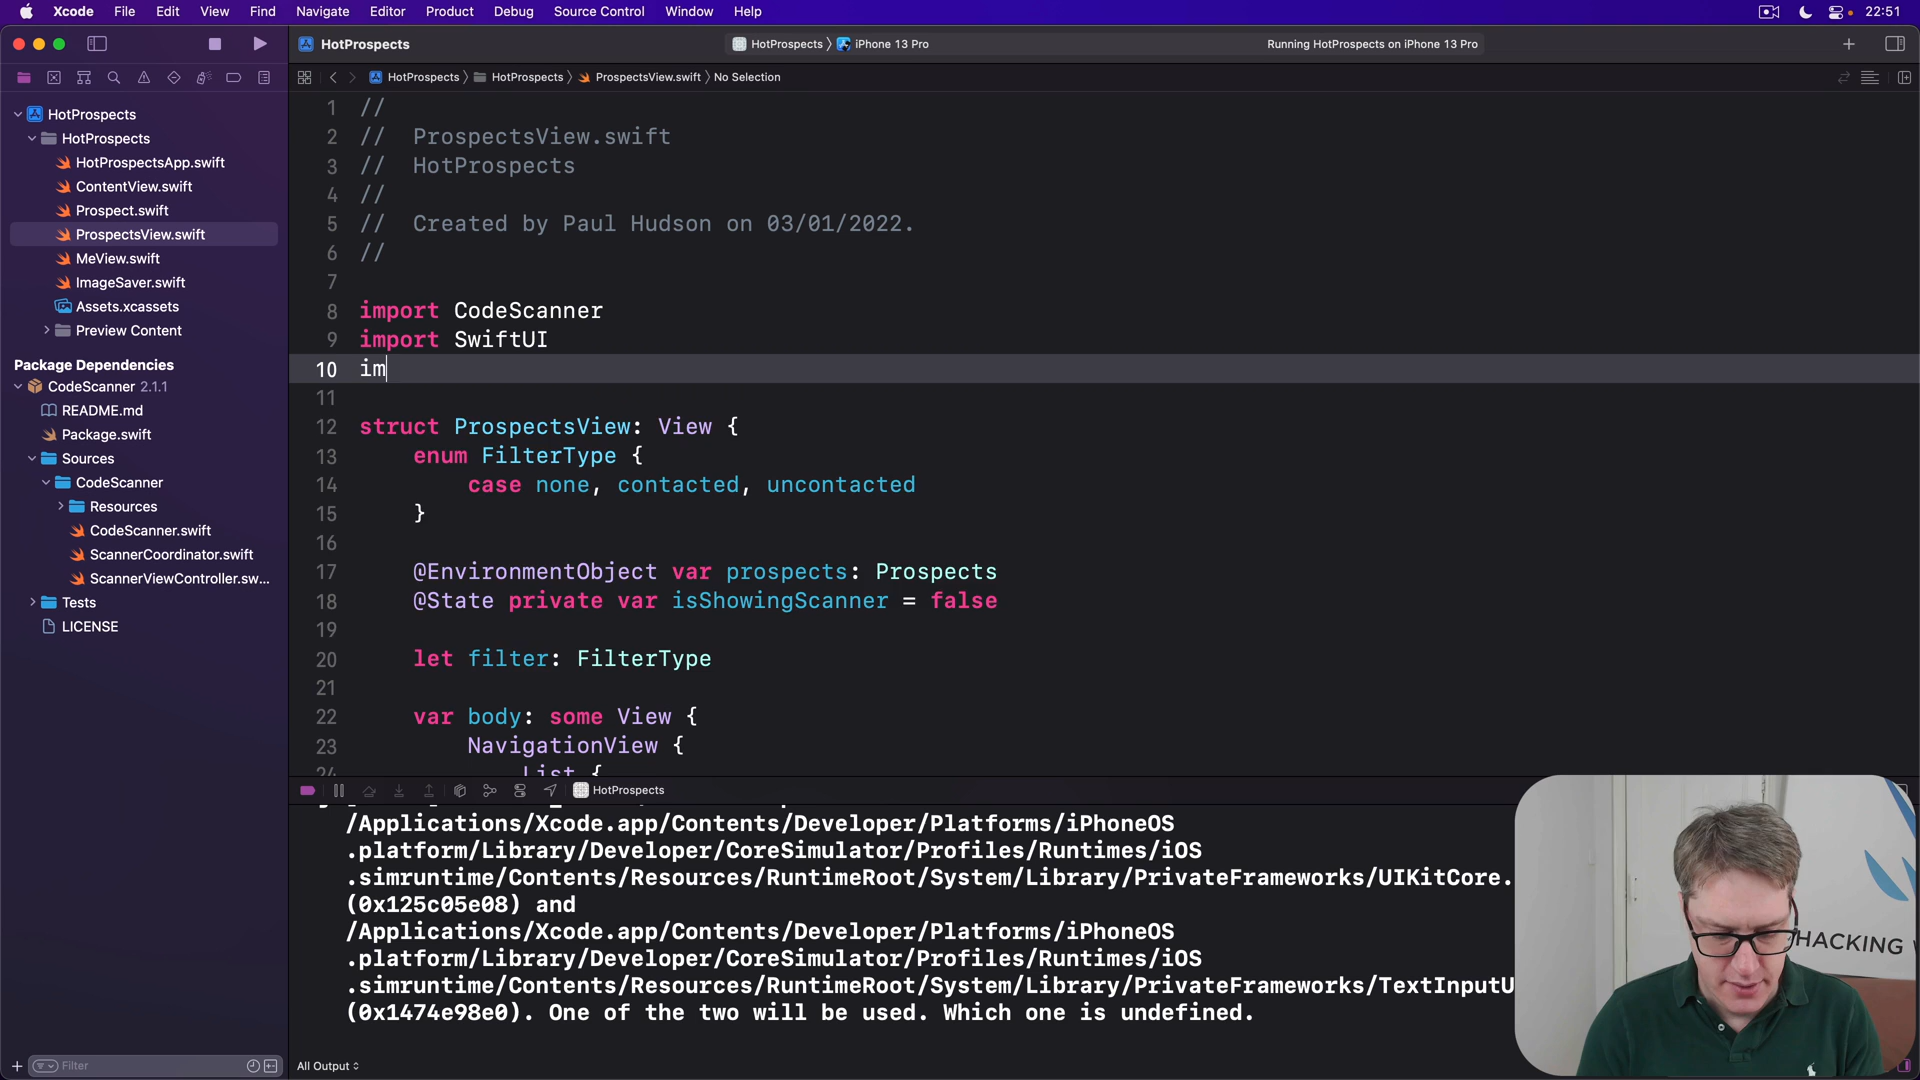 Xcode File Edit View Find Navigate Editor Product Debug Source Control Window Help 22:51
HotProspects HotProspects iPhone 13 Pro Running HotProspects on iPhone 13 Pro
HotProspects HotProspects ProspectsView.swift No Selection
HotProspects
HotProspects
HotProspectsApp.swift
ContentView.swift
Prospect.swift
ProspectsView.swift
MeView.swift
ImageSaver.swift
Assets.xcassets
Preview Content
Package Dependencies
CodeScanner 2.1.1
README.md
Package.swift
Sources
CodeScanner
Resources
CodeScanner.swift
ScannerCoordinator.swift
ScannerViewController.sw...
Tests
LICENSE
Filter
1 //
2 // ProspectsView.swift
3 // HotProspects
4 //
5 // Created by Paul Hudson on 03/01/2022.
6 //
7
8 import CodeScanner
9 import SwiftUI
10 im
11
12 struct ProspectsView: View {
13 enum FilterType {
14 case none, contacted, uncontacted
15 }
16
17 @EnvironmentObject var prospects: Prospects
18 @State private var isShowingScanner = false
19
20 let filter: FilterType
21
22 var body: some View {
23 NavigationView {
24 List {
HotProspects
/Applications/Xcode.app/Contents/Developer/Platforms/iPhoneOS
.platform/Library/Developer/CoreSimulator/Profiles/Runtimes/iOS
.simruntime/Contents/Resources/RuntimeRoot/System/Library/PrivateFrameworks/UIKitCore.
(0x125c05e08) and
/Applications/Xcode.app/Contents/Developer/Platforms/iPhoneOS
.platform/Library/Developer/CoreSimulator/Profiles/Runtimes/iOS
.simruntime/Contents/Resources/RuntimeRoot/System/Library/PrivateFrameworks/TextInputU
(0x1474e98e0). One of the two will be used. Which one is undefined.
All Output
HACKING